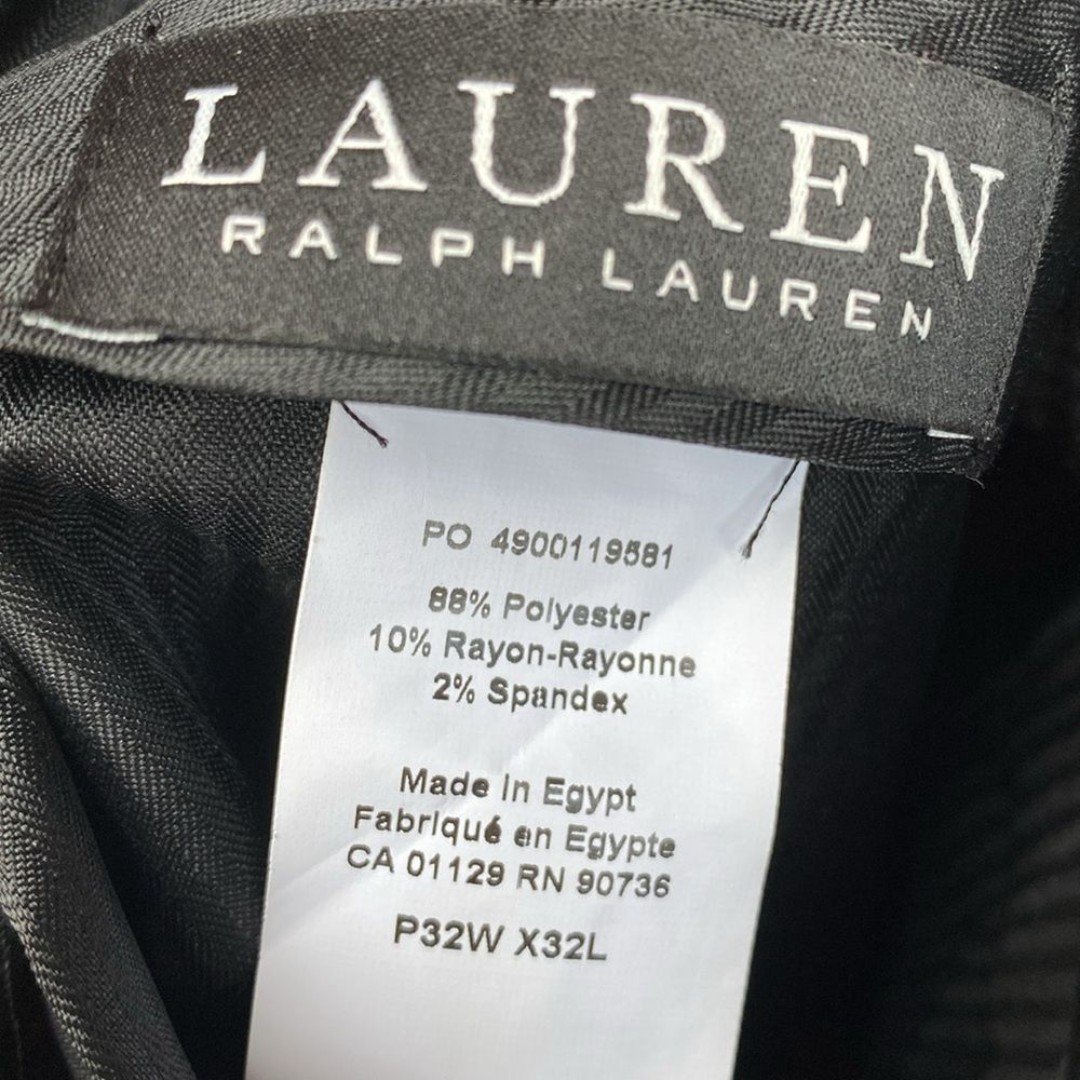 LAUREN
RALPH LAUREN
PO 4900119581
88% Polyester
10% Rayon-Rayonne
2% Spandex
Made in Egypt
Fabriqué en Egypte
CA 01129 RN 90736
P32W X32L